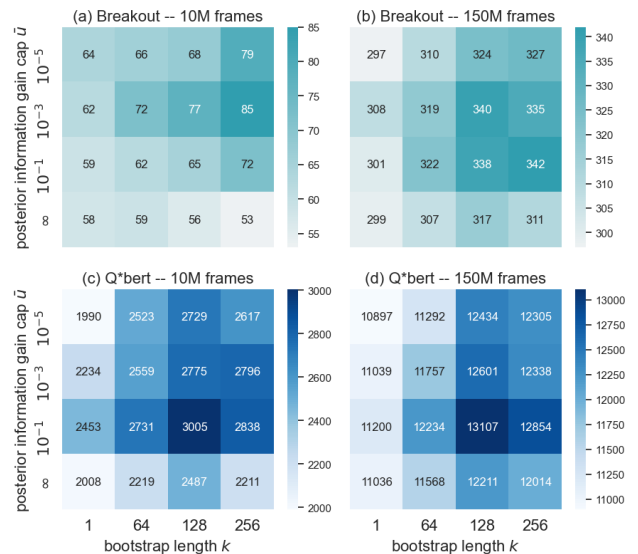 (a) Breakout -- 10M frames
(b) Breakout -- 150M frames
posterior information gain cap ū
10⁻⁵
64 66 68 79
10⁻³
62 72 77 85
10⁻¹
59 62 65 72
∞
58 59 56 53
85
80
75
70
65
60
55
297 310 324 327
308 319 340 335
301 322 338 342
299 307 317 311
340
335
330
325
320
315
310
305
300
(c) Q*bert -- 10M frames
(d) Q*bert -- 150M frames
posterior information gain cap ū
10⁻⁵
1990 2523 2729 2617
10⁻³
2234 2559 2775 2796
10⁻¹
2453 2731 3005 2838
∞
2008 2219 2487 2211
1 64 128 256
bootstrap length k
3000
2800
2600
2400
2200
2000
10897 11292 12434 12305
11039 11757 12601 12338
11200 12234 13107 12854
11036 11568 12211 12014
1 64 128 256
bootstrap length k
13000
12750
12500
12250
12000
11750
11500
11250
11000